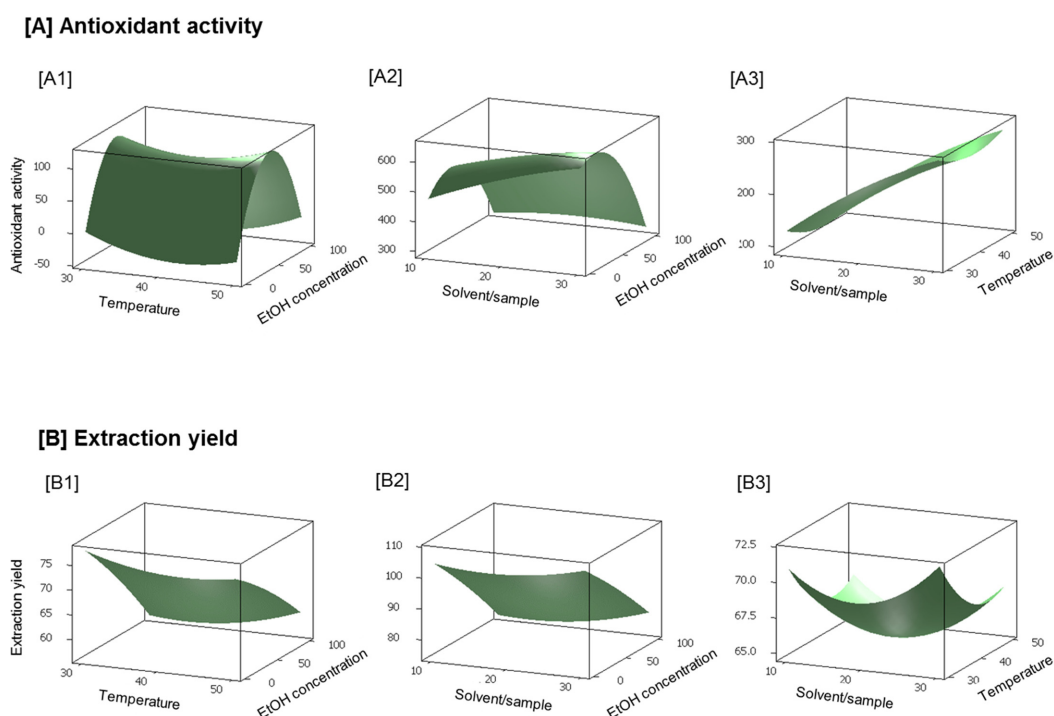 [A] Antioxidant activity
[A1]
[A2]
[A3]
Antioxidant activity
100
50
0
-50
30
40
50
Temperature
0
50
100
EtOH concentration
600
500
400
300
10
20
30
Solvent/sample
0
50
100
EtOH concentration
300
200
100
10
20
30
Solvent/sample
30
40
50
Temperature
[B] Extraction yield
[B1]
[B2]
[B3]
Extraction yield
75
70
65
60
30
40
50
Temperature
0
50
100
EtOH concentration
110
100
90
80
10
20
30
Solvent/sample
0
50
100
EtOH concentration
72.5
70.0
67.5
65.0
10
20
30
Solvent/sample
30
40
50
Temperature